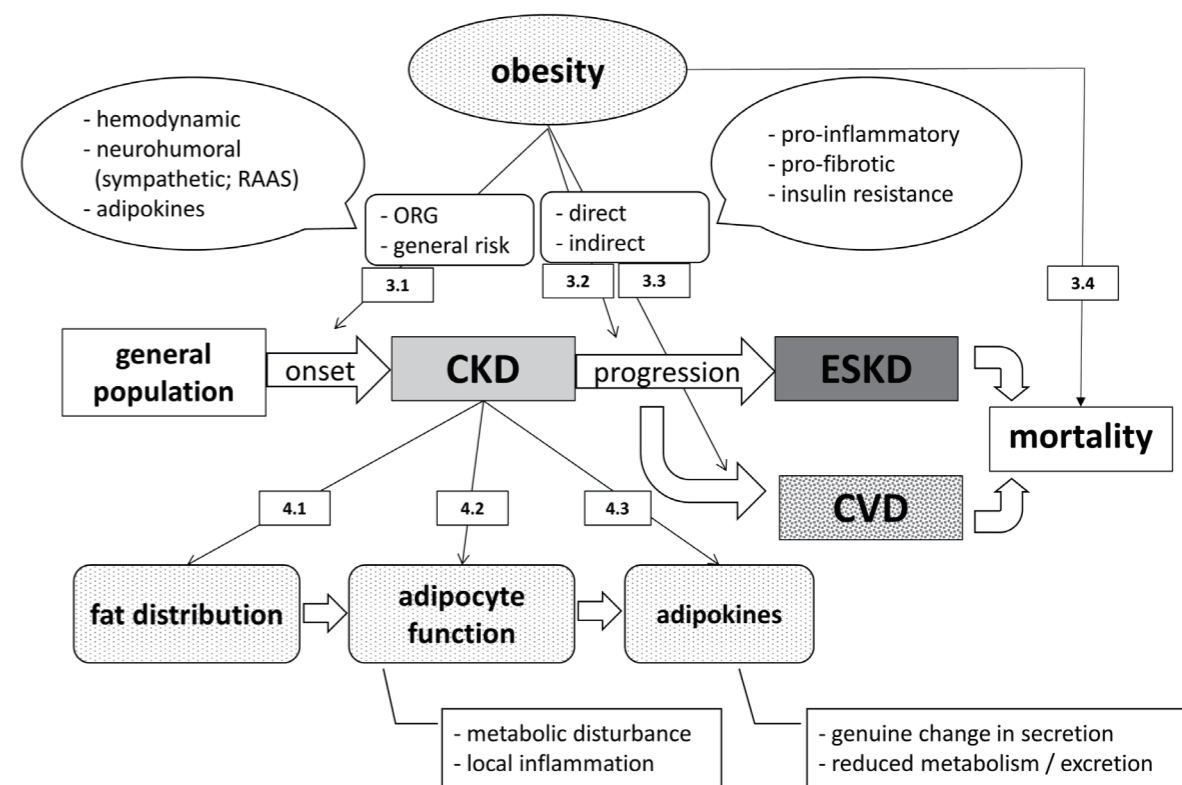 obesity
- hemodynamic
- neurohumoral
(sympathetic; RAAS)
- adipokines
- pro-inflammatory
- pro-fibrotic
- insulin resistance
- ORG
- general risk
- direct
- indirect
3.1
3.2
3.3
3.4
general
population
onset
CKD
progression
ESKD
mortality
CVD
4.1
4.2
4.3
fat distribution
adipocyte
function
adipokines
- metabolic disturbance
- local inflammation
- genuine change in secretion
- reduced metabolism / excretion